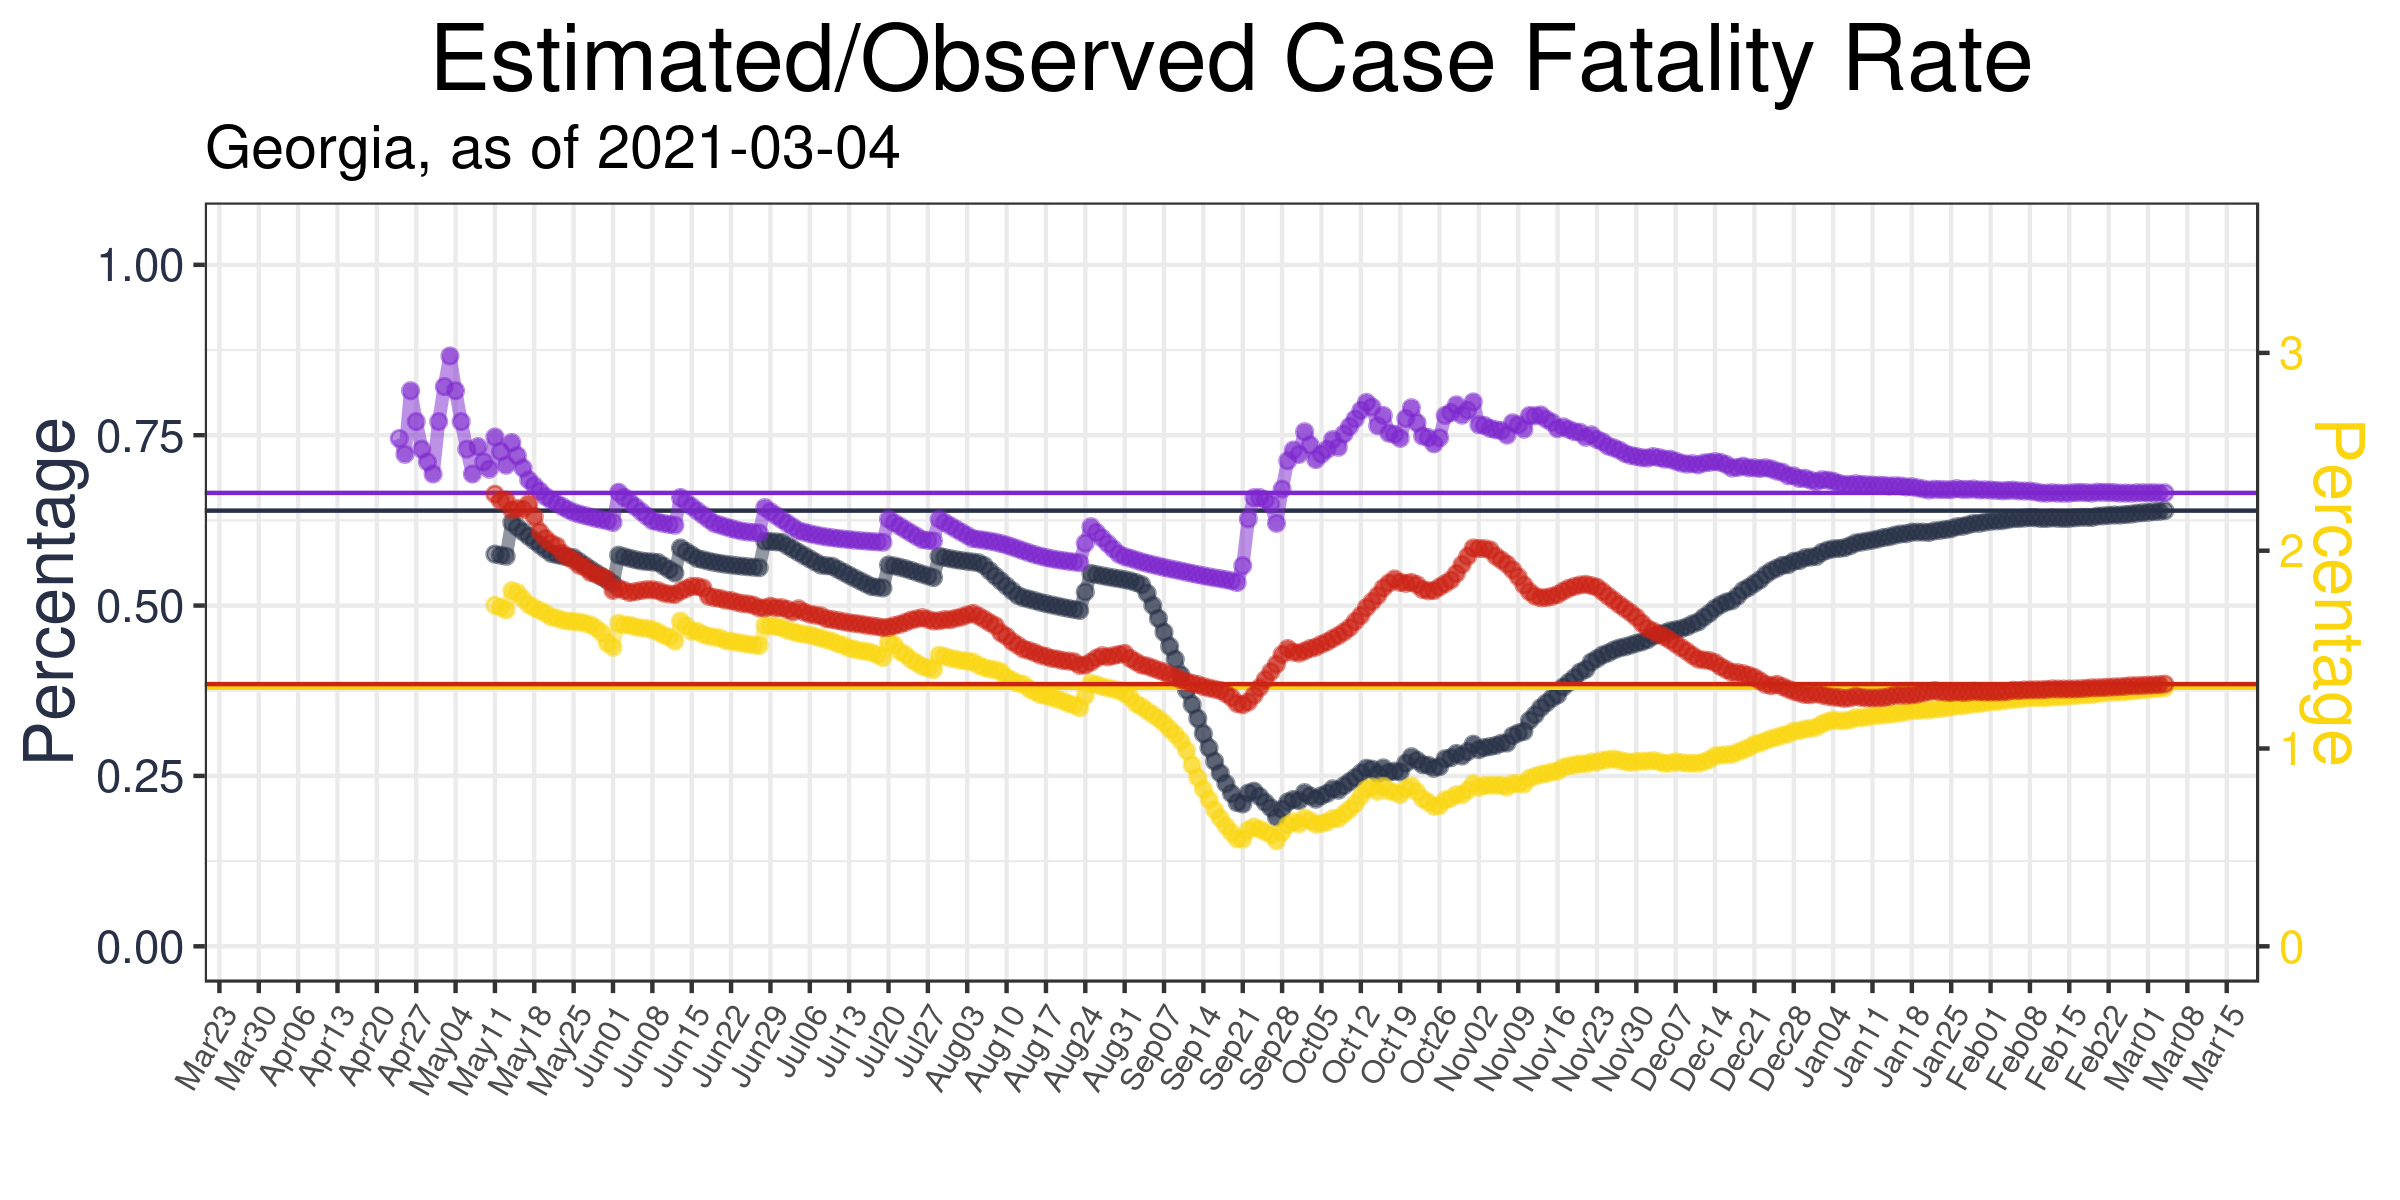 Estimated/Observed Case Fatality Rate
Georgia, as of 2021-03-04
Percentage
1.00
0.75
0.50
0.25
0.00
3
2
1
0
Percentage
Mar23
Mar30
Apr06
Apr13
Apr20
Apr27
May04
May11
May18
May25
Jun01
Jun08
Jun15
Jun22
Jun29
Jul06
Jul13
Jul20
Jul27
Aug03
Aug10
Aug17
Aug24
Aug31
Sep07
Sep14
Sep21
Sep28
Oct05
Oct12
Oct19
Oct26
Nov02
Nov09
Nov16
Nov23
Nov30
Dec07
Dec14
Dec21
Dec28
Jan04
Jan11
Jan18
Jan25
Feb01
Feb08
Feb15
Feb22
Mar01
Mar08
Mar15